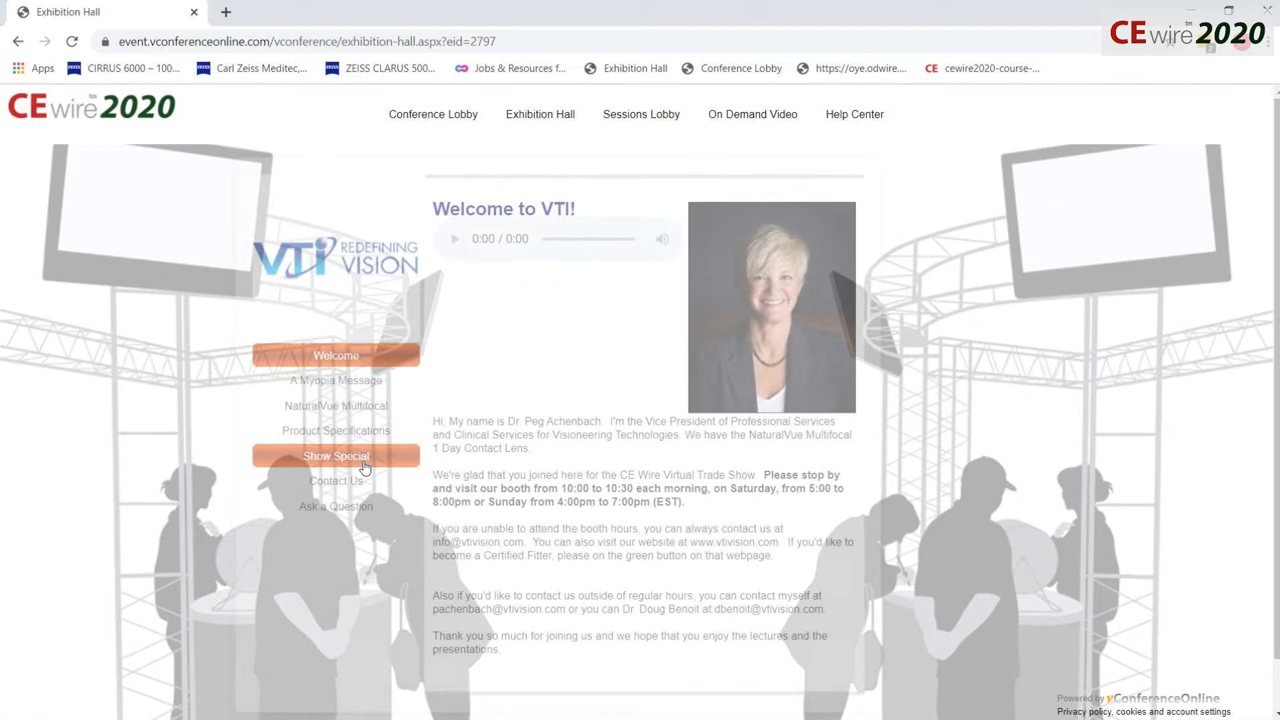 Exhibition Hall
event.vconferenceonline.com/vconference/exhibition-hall.aspx?eid=2797
CE wire 2020
Apps CIRRUS 6000 – 100... Carl Zeiss Meditec,... ZEISS CLARUS 500... Jobs & Resources f... Exhibition Hall Conference Lobby https://oye.odwire.... cewire2020-course-...
CE wire 2020 Conference Lobby Exhibition Hall Sessions Lobby On Demand Video Help Center
VTi REDEFINING VISION
Welcome
A Myopia Message
NaturalVue Multifocal
Product Specifications
Show Special
Contact Us
Ask a Question
Welcome to VTI!
0:00 / 0:00
Hi, My name is Dr. Peg Achenbach. I'm the Vice President of Professional Services
and Clinical Services for Visioneering Technologies. We have the NaturalVue Multifocal
1 Day Contact Lens.
We're glad that you joined here for the CE Wire Virtual Trade Show. Please stop by
and visit our booth from 10:00 to 10:30 each morning, on Saturday, from 5:00 to
8:00pm or Sunday from 4:00pm to 7:00pm (EST).
If you are unable to attend the booth hours, you can always contact us at
info@vtivision.com. You can also visit our website at www.vtivision.com. If you'd like to
become a Certified Fitter, please on the green button on that webpage.
Also if you'd like to contact us outside of regular hours, you can contact myself at
pachenbach@vtivision.com or you can Dr. Doug Benoit at dbenoit@vtivision.com.
Thank you so much for joining us and we hope that you enjoy the lectures and the
presentations.
Powered by vConferenceOnline
Privacy policy, cookies and account settings